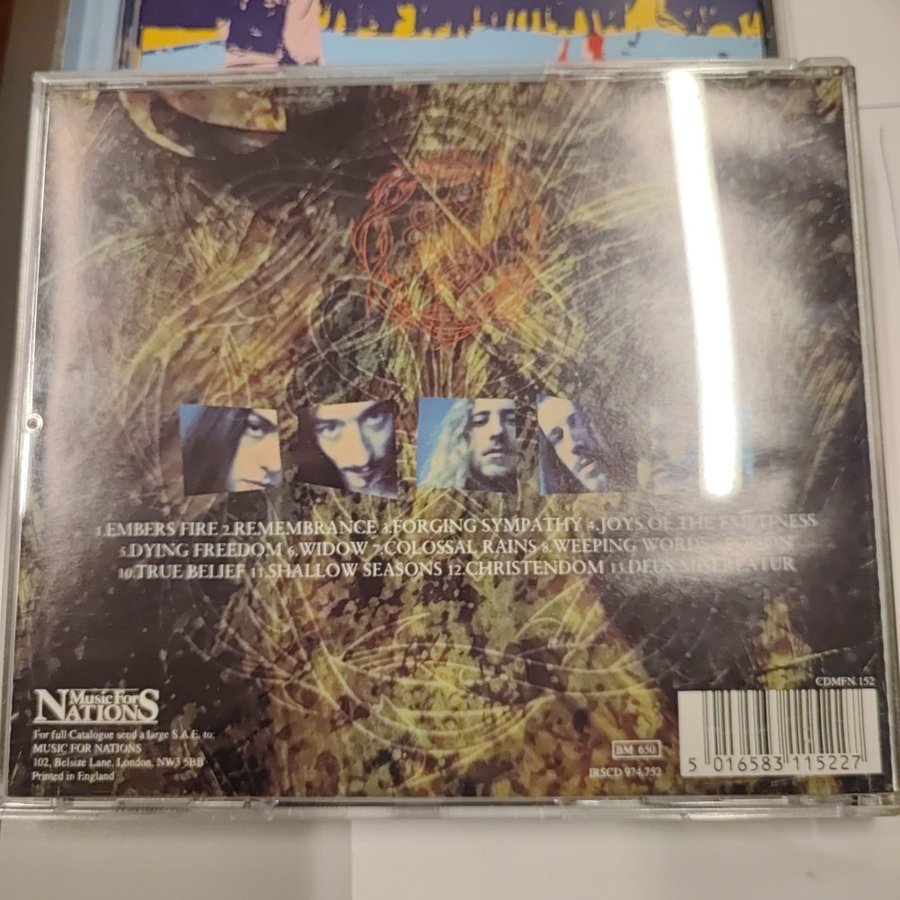 1.EMBERS FIRE 2.REMEMBRANCE 3.FORGING SYMPATHY 4.JOYS OF THE EMPTINESS
5.DYING FREEDOM 6.WIDOW 7.COLOSSAL RAINS 8.WEEPING WORDS
10.TRUE BELIEF 11.SHALLOW SEASONS 12.CHRISTENDOM 13.DEUS MISEREATUR
CDMFN 152
Music For
NATIONS
For full Catalogue send a large S.A.E. to:
MUSIC FOR NATIONS
102, Belsize Lane, London, NW3 5BB
Printed in England
BM 650
IRSCD 974.752
5 016583 115227